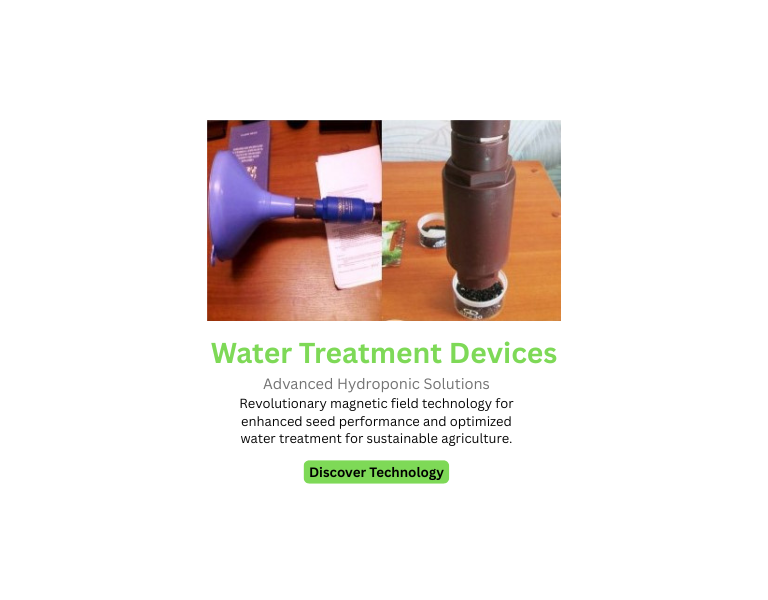 Water Treatment Devices
Advanced Hydroponic Solutions
Revolutionary magnetic field technology for
enhanced seed performance and optimized
water treatment for sustainable agriculture.
Discover Technology